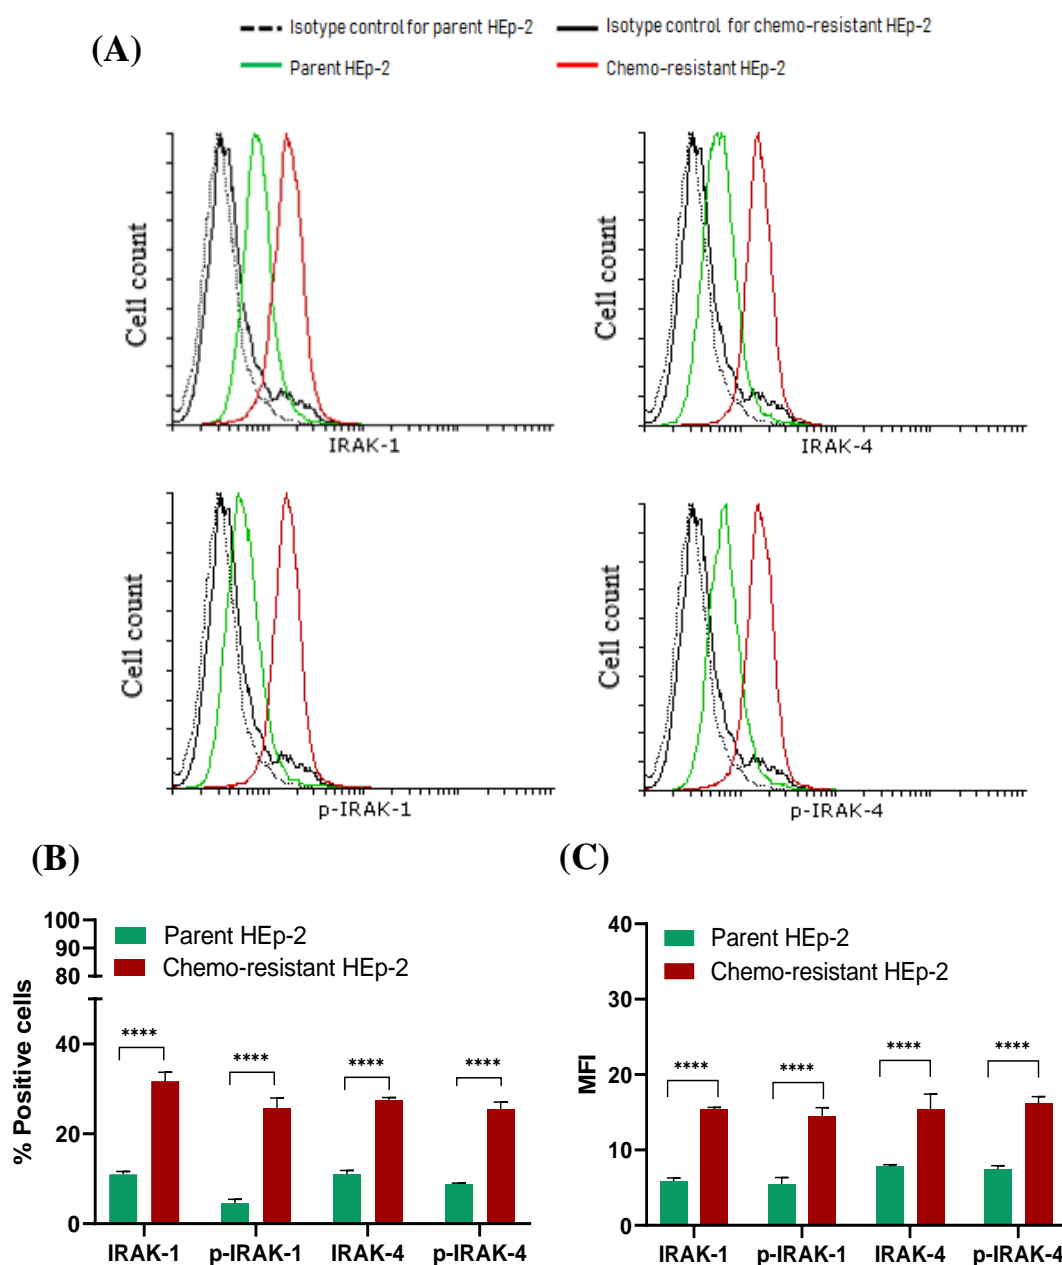 (A)
Isotype control for parent HEp-2
Isotype control for chemo-resistant HEp-2
Parent HEp-2
Chemo-resistant HEp-2
Cell count
IRAK-1
Cell count
IRAK-4
Cell count
p-IRAK-1
Cell count
p-IRAK-4
(B)
% Positive cells
100
90
80
40
20
0
Parent HEp-2
Chemo-resistant HEp-2
****
****
****
****
IRAK-1 p-IRAK-1 IRAK-4 p-IRAK-4
(C)
MFI
40
30
20
10
0
Parent HEp-2
Chemo-resistant HEp-2
****
****
****
****
IRAK-1 p-IRAK-1 IRAK-4 p-IRAK-4